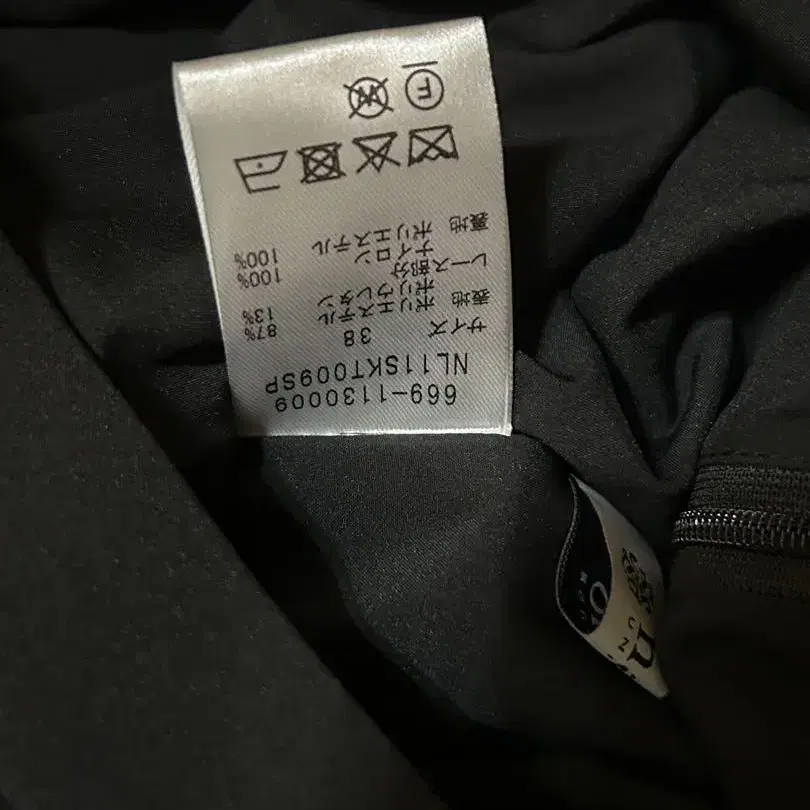 669-1130009
NL11SKT009SP
サイズ 38
表地 ポリエステル 87%
ポリウレタン 13%
レース部分
ナイロン 100%
裏地 ポリエステル 100%
F W